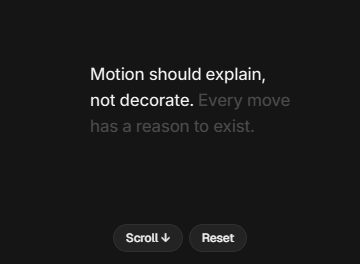 Motion should explain,
not decorate. Every move
has a reason to exist.
Scroll ↓ Reset